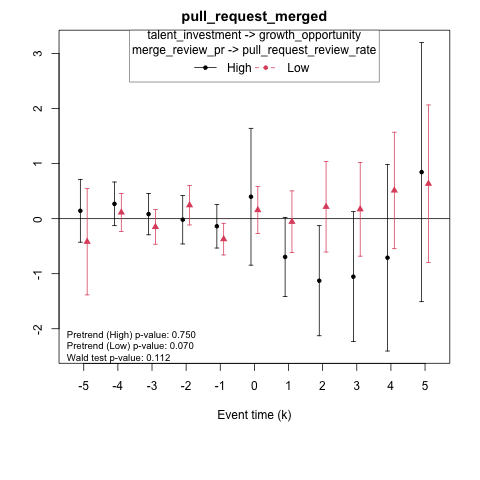 pull_request_merged
talent_investment -> growth_opportunity
merge_review_pr -> pull_request_review_rate
High Low
3
2
1
0
-1
-2
Pretrend (High) p-value: 0.750
Pretrend (Low) p-value: 0.070
Wald test p-value: 0.112
-5 -4 -3 -2 -1 0 1 2 3 4 5
Event time (k)